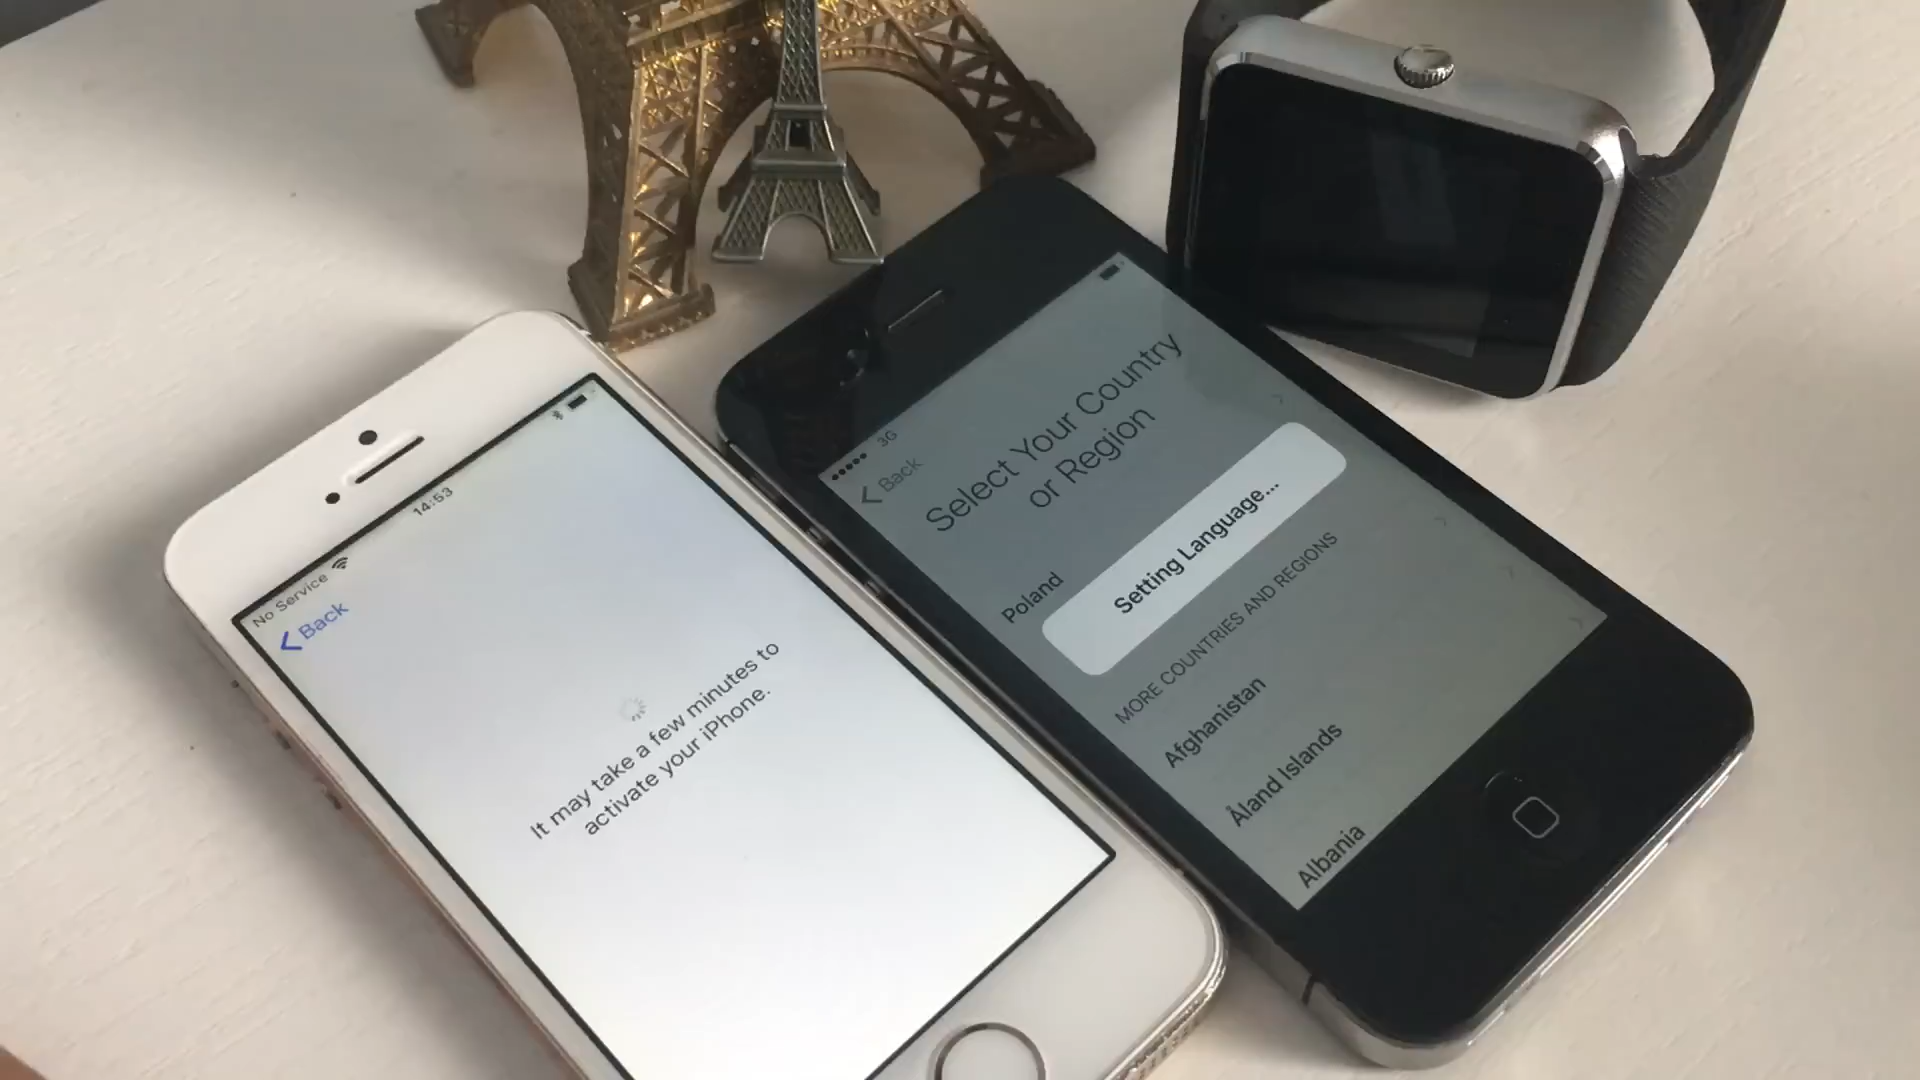 No Service
14:53
Back
It may take a few minutes to
activate your iPhone.
3G
Back
Select Your Country
or Region
Setting Language...
Poland
MORE COUNTRIES AND REGIONS
Afghanistan
Åland Islands
Albania